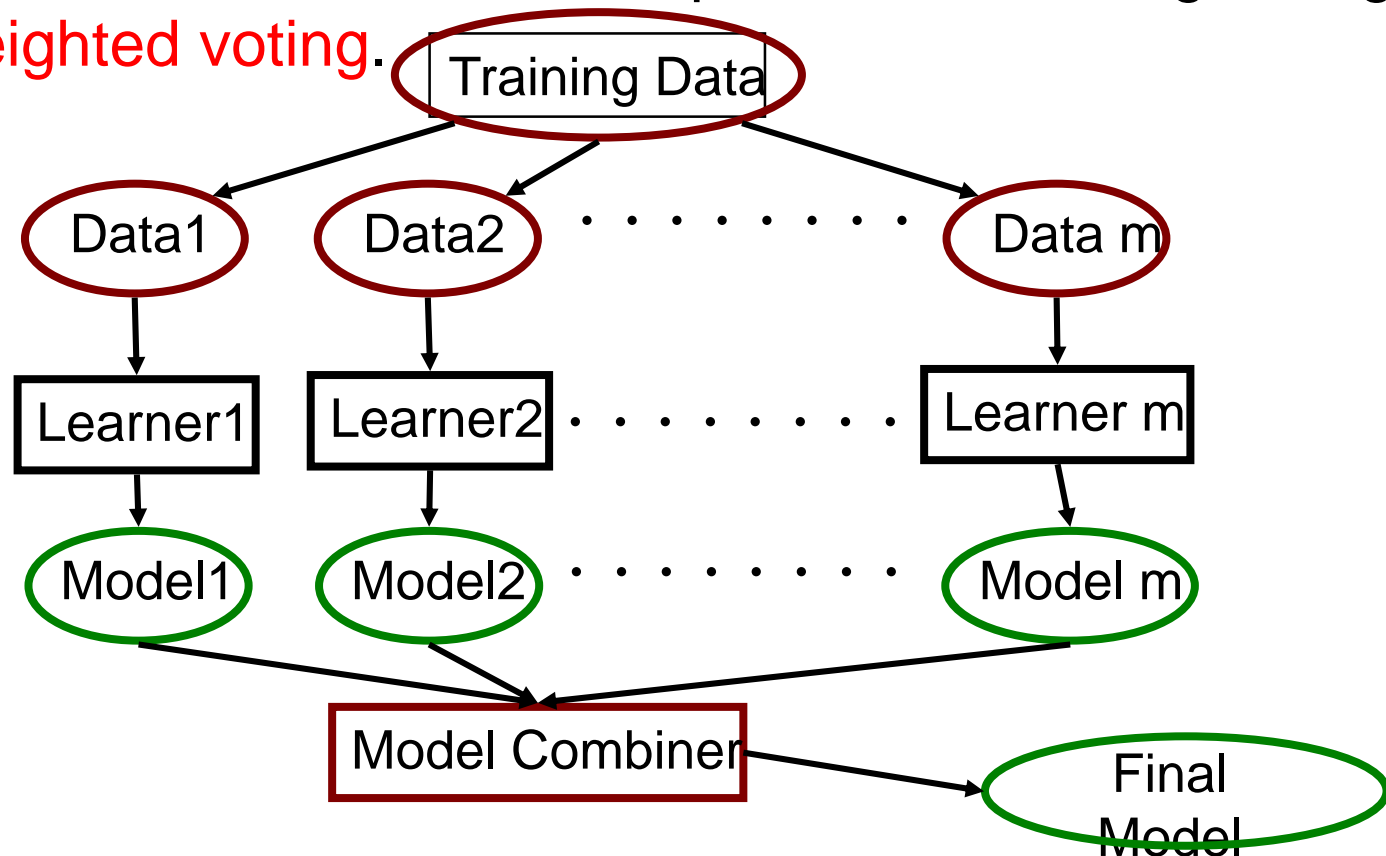 eighted voting.
Training Data
Data1 Data2 . . . . . . . . Data m
Learner1 Learner2 . . . . . . . . Learner m
Model1 Model2 . . . . . . . . Model m
Model Combiner
Final
Model